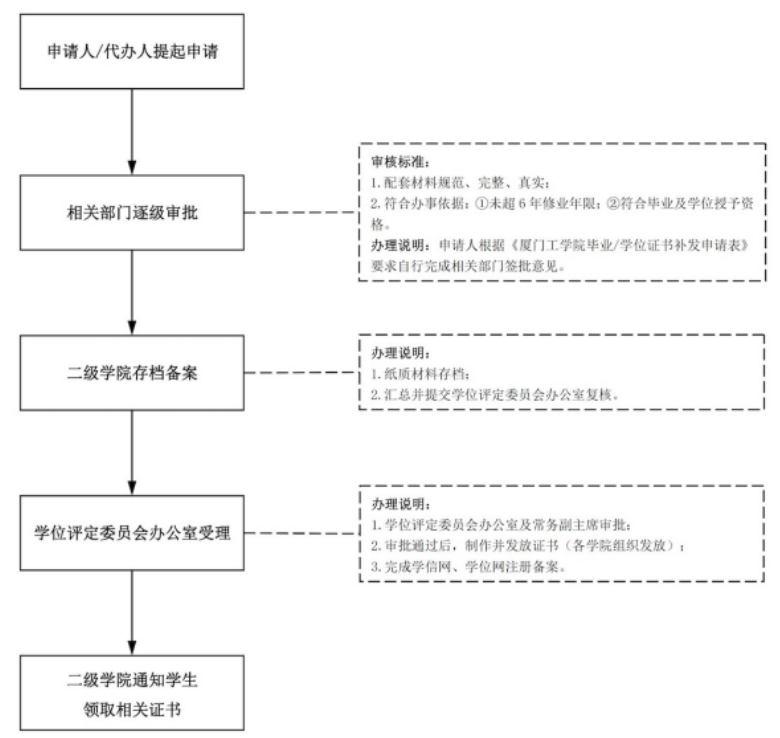 申请人/代办人提起申请
相关部门逐级审批
审核标准：
1.配套材料规范、完整、真实；
2.符合办事依据：①未超6年修业年限；②符合毕业及学位授予资
格。
办理说明：申请人根据《厦门工学院毕业/学位证书补发申请表》
要求自行完成相关部门签批意见。
二级学院存档备案
办理说明：
1.纸质材料存档；
2.汇总并提交学位评定委员会办公室复核。
学位评定委员会办公室受理
办理说明：
1.学位评定委员会办公室及常务副主席审批；
2.审批通过后，制作并发放证书（各学院组织发放）；
3.完成学信网、学位网注册备案。
二级学院通知学生
领取相关证书